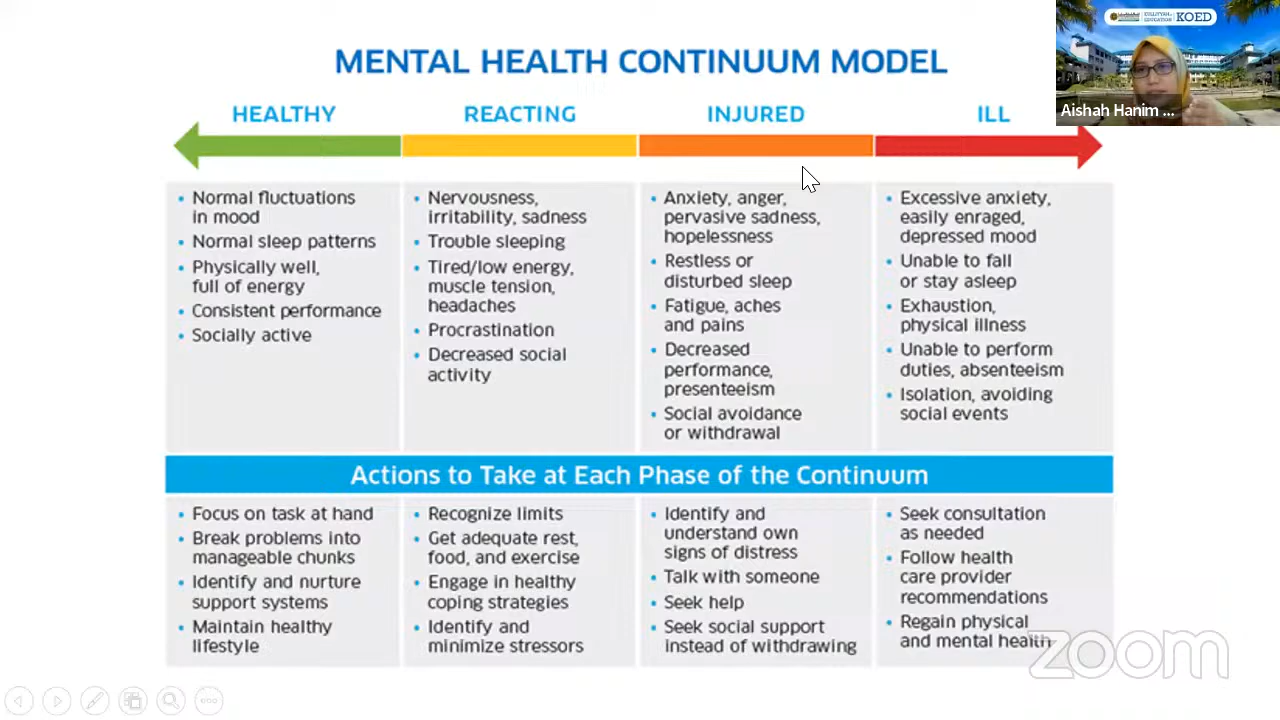 KULLIYYAH of
EDUCATION
KOED
MENTAL HEALTH CONTINUUM MODEL
Aishah Hanim ...
HEALTHY
REACTING
INJURED
ILL
• Normal fluctuations
in mood
• Normal sleep patterns
• Physically well,
full of energy
• Consistent performance
• Socially active
• Nervousness,
irritability, sadness
• Trouble sleeping
• Tired/low energy,
muscle tension,
headaches
• Procrastination
• Decreased social
activity
• Anxiety, anger,
pervasive sadness,
hopelessness
• Restless or
disturbed sleep
• Fatigue, aches
and pains
• Decreased
performance,
presenteeism
• Social avoidance
or withdrawal
• Excessive anxiety,
easily enraged,
depressed mood
• Unable to fall
or stay asleep
• Exhaustion,
physical illness
• Unable to perform
duties, absenteeism
• Isolation, avoiding
social events
Actions to Take at Each Phase of the Continuum
• Focus on task at hand
• Break problems into
manageable chunks
• Identify and nurture
support systems
• Maintain healthy
lifestyle
• Recognize limits
• Get adequate rest,
food, and exercise
• Engage in healthy
coping strategies
• Identify and
minimize stressors
• Identify and
understand own
signs of distress
• Talk with someone
• Seek help
• Seek social support
instead of withdrawing
• Seek consultation
as needed
• Follow health
care provider
recommendations
• Regain physical
and mental health
zoom